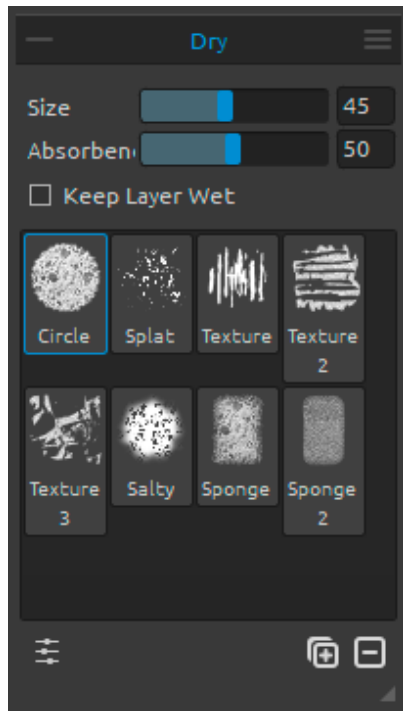 Dry
Size 45
Absorben 50
Keep Layer Wet
Circle Splat Texture Texture
2
Texture Salty Sponge Sponge
3 2